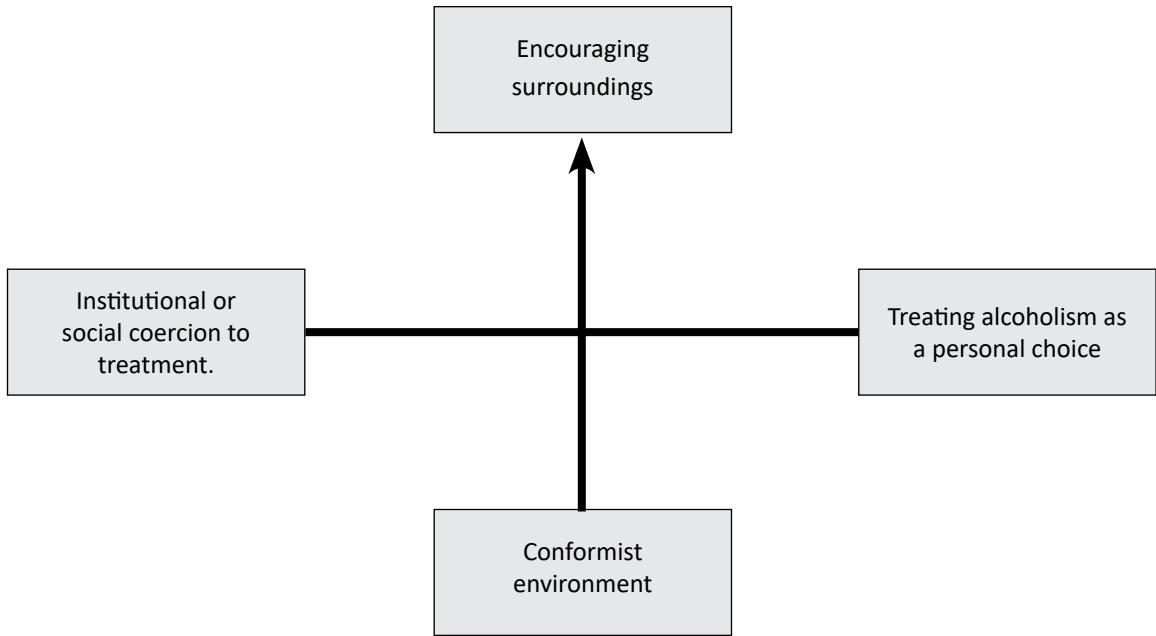 Encouraging
surroundings
Institutional or
social coercion to
treatment.
Treating alcoholism as
a personal choice
Conformist
environment